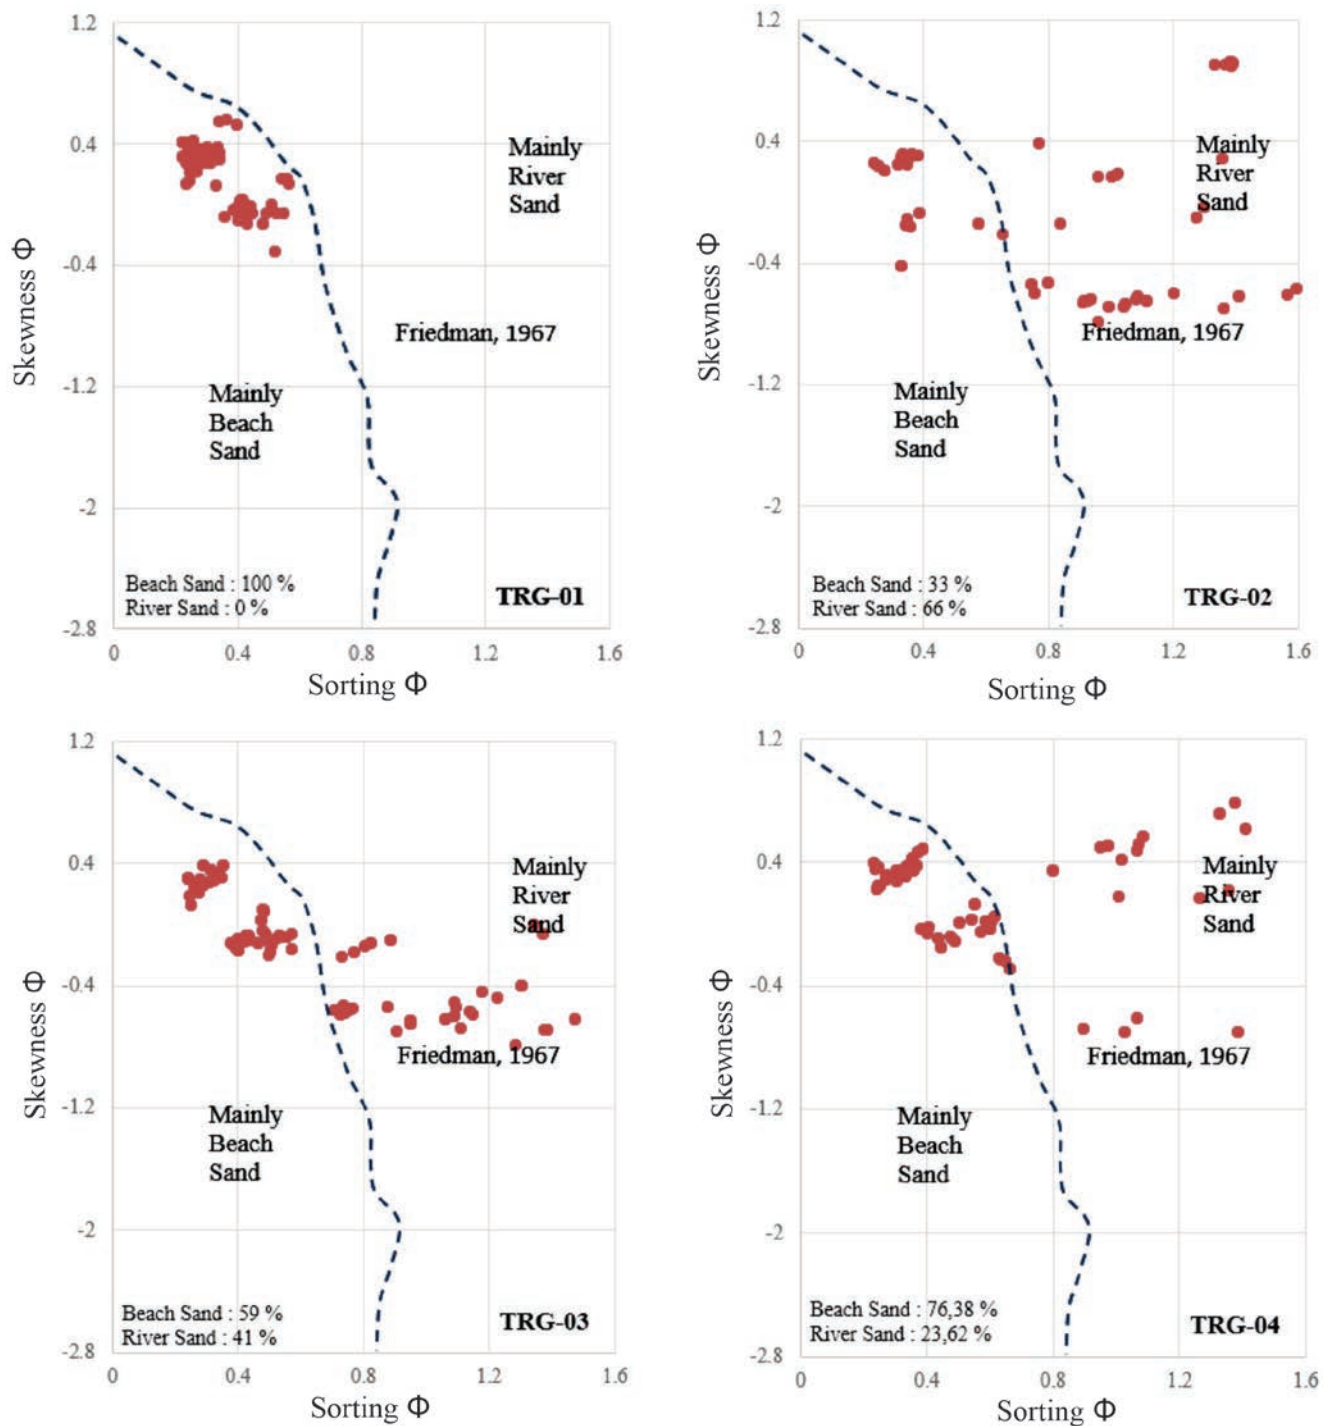 1.2
0.4
-0.4
-1.2
-2
-2.8
Skewness Φ
Mainly
River
Sand
Friedman, 1967
Mainly
Beach
Sand
Beach Sand : 100 %
River Sand : 0 %
TRG-01
0
0.4
0.8
1.2
1.6
Sorting Φ
1.2
0.4
-0.4
-1.2
-2
-2.8
Skewness Φ
Mainly
River
Sand
Friedman, 1967
Mainly
Beach
Sand
Beach Sand : 33 %
River Sand : 66 %
TRG-02
0
0.4
0.8
1.2
1.6
Sorting Φ
1.2
0.4
-0.4
-1.2
-2
-2.8
Skewness Φ
Mainly
River
Sand
Friedman, 1967
Mainly
Beach
Sand
Beach Sand : 59 %
River Sand : 41 %
TRG-03
0
0.4
0.8
1.2
1.6
Sorting Φ
1.2
0.4
-0.4
-1.2
-2
-2.8
Skewness Φ
Mainly
River
Sand
Friedman, 1967
Mainly
Beach
Sand
Beach Sand : 76,38 %
River Sand : 23,62 %
TRG-04
0
0.4
0.8
1.2
1.6
Sorting Φ